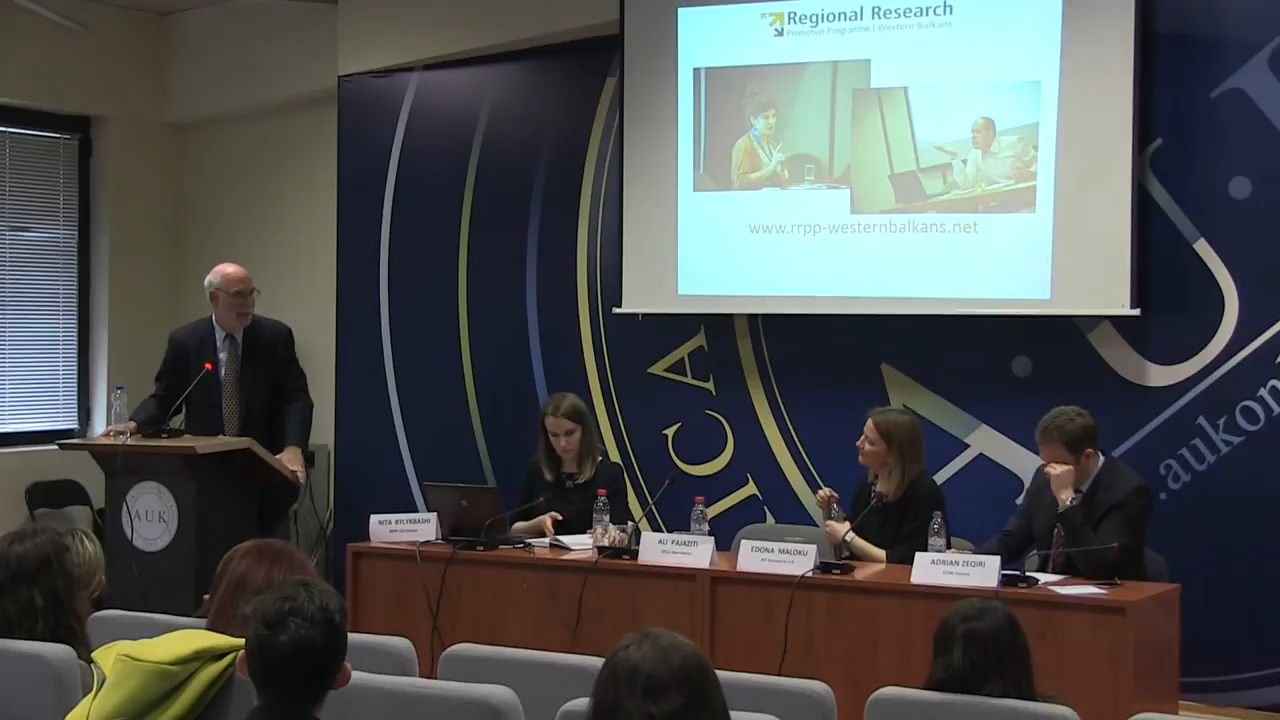 Regional Research
Promotion Programme | Western Balkans
www.rrpp-westernbalkans.net
ICA
A.U.
.aukon
AUK
NITA BYLYKBASHI
ALI PAJAZITI
EDONA MALOKU
ADRIAN ZEQIRI